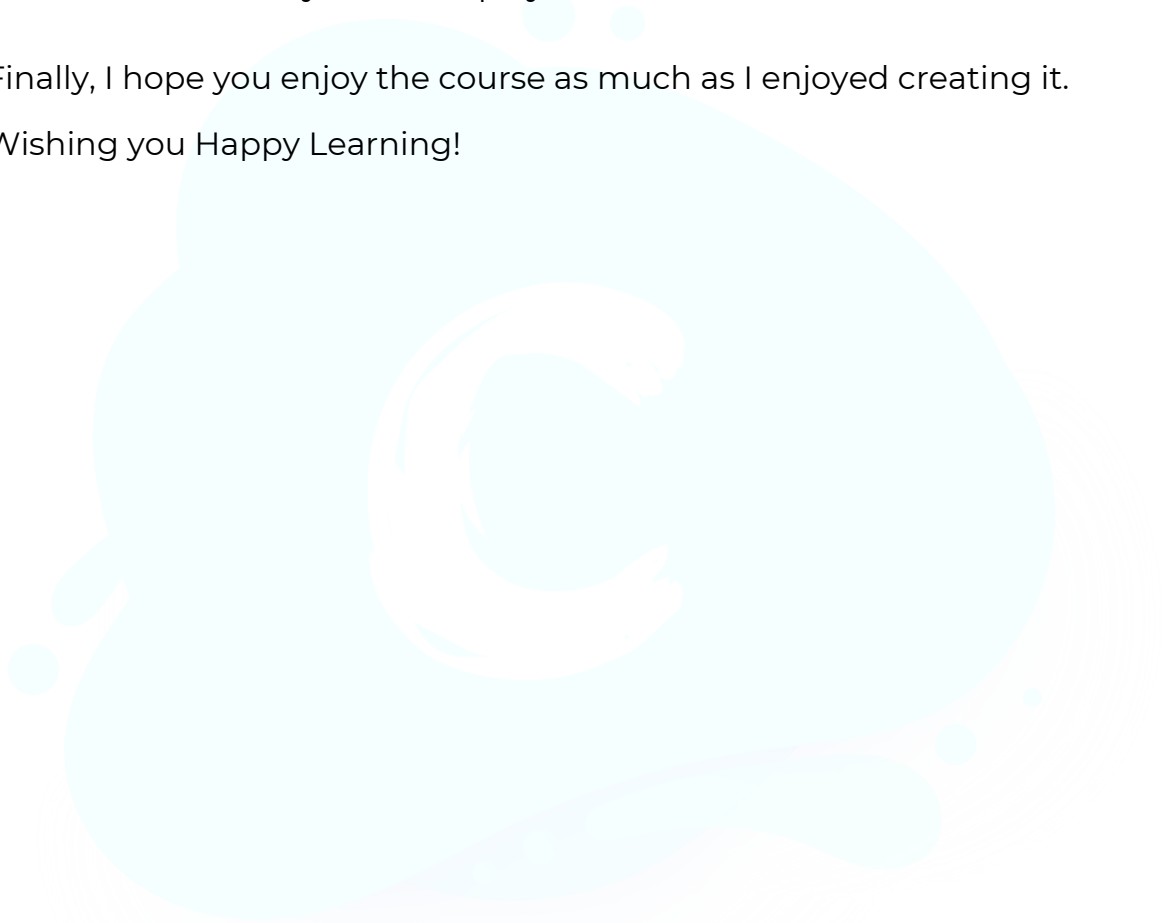 Finally, I hope you enjoy the course as much as I enjoyed creating it.
Wishing you Happy Learning!
C